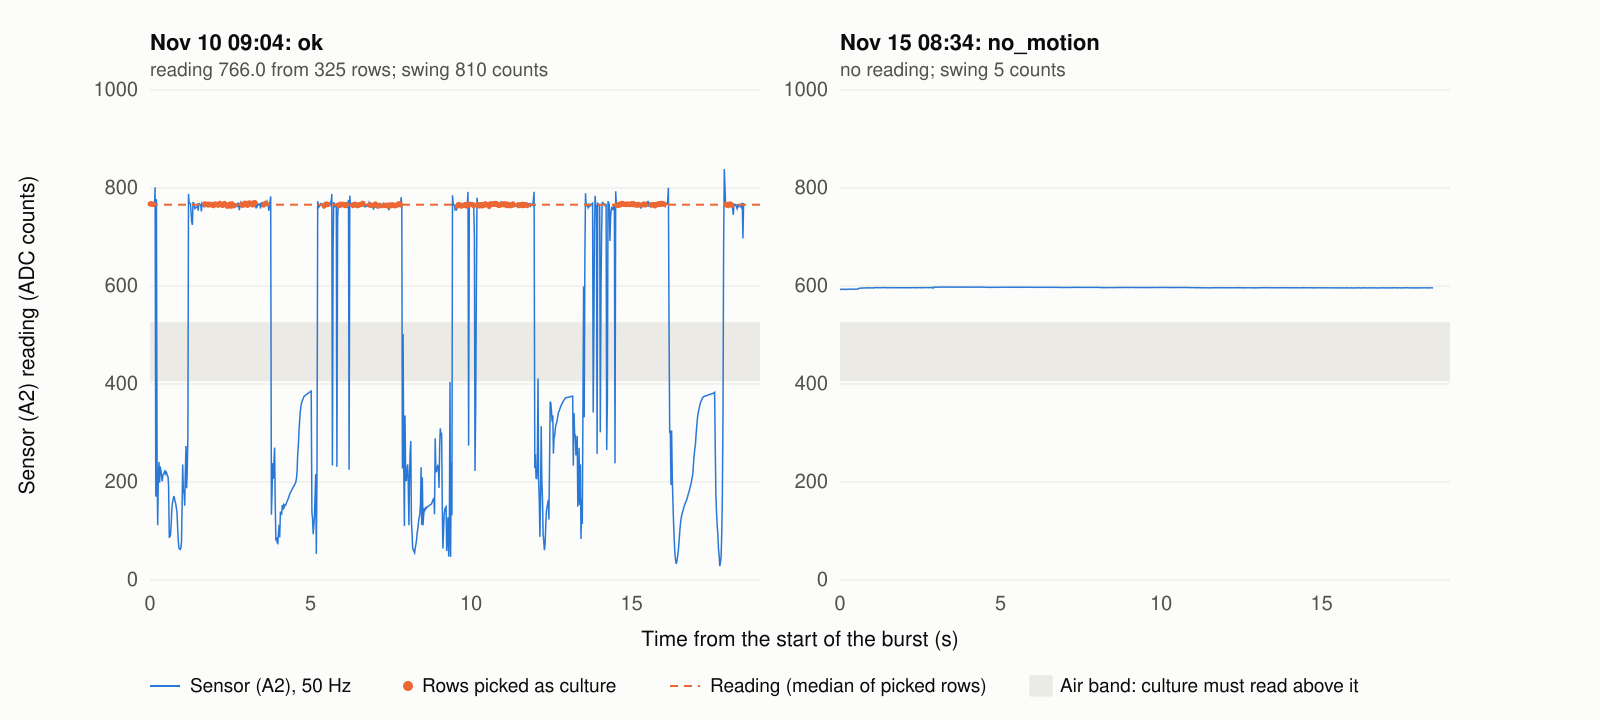 Nov 10 09:04: ok
reading 766.0 from 325 rows; swing 810 counts
Nov 15 08:34: no_motion
no reading; swing 5 counts
Sensor (A2) reading (ADC counts)
1000
800
600
400
200
0
0
5
10
15
1000
800
600
400
200
0
0
5
10
15
Time from the start of the burst (s)
Sensor (A2), 50 Hz
Rows picked as culture
Reading (median of picked rows)
Air band: culture must read above it